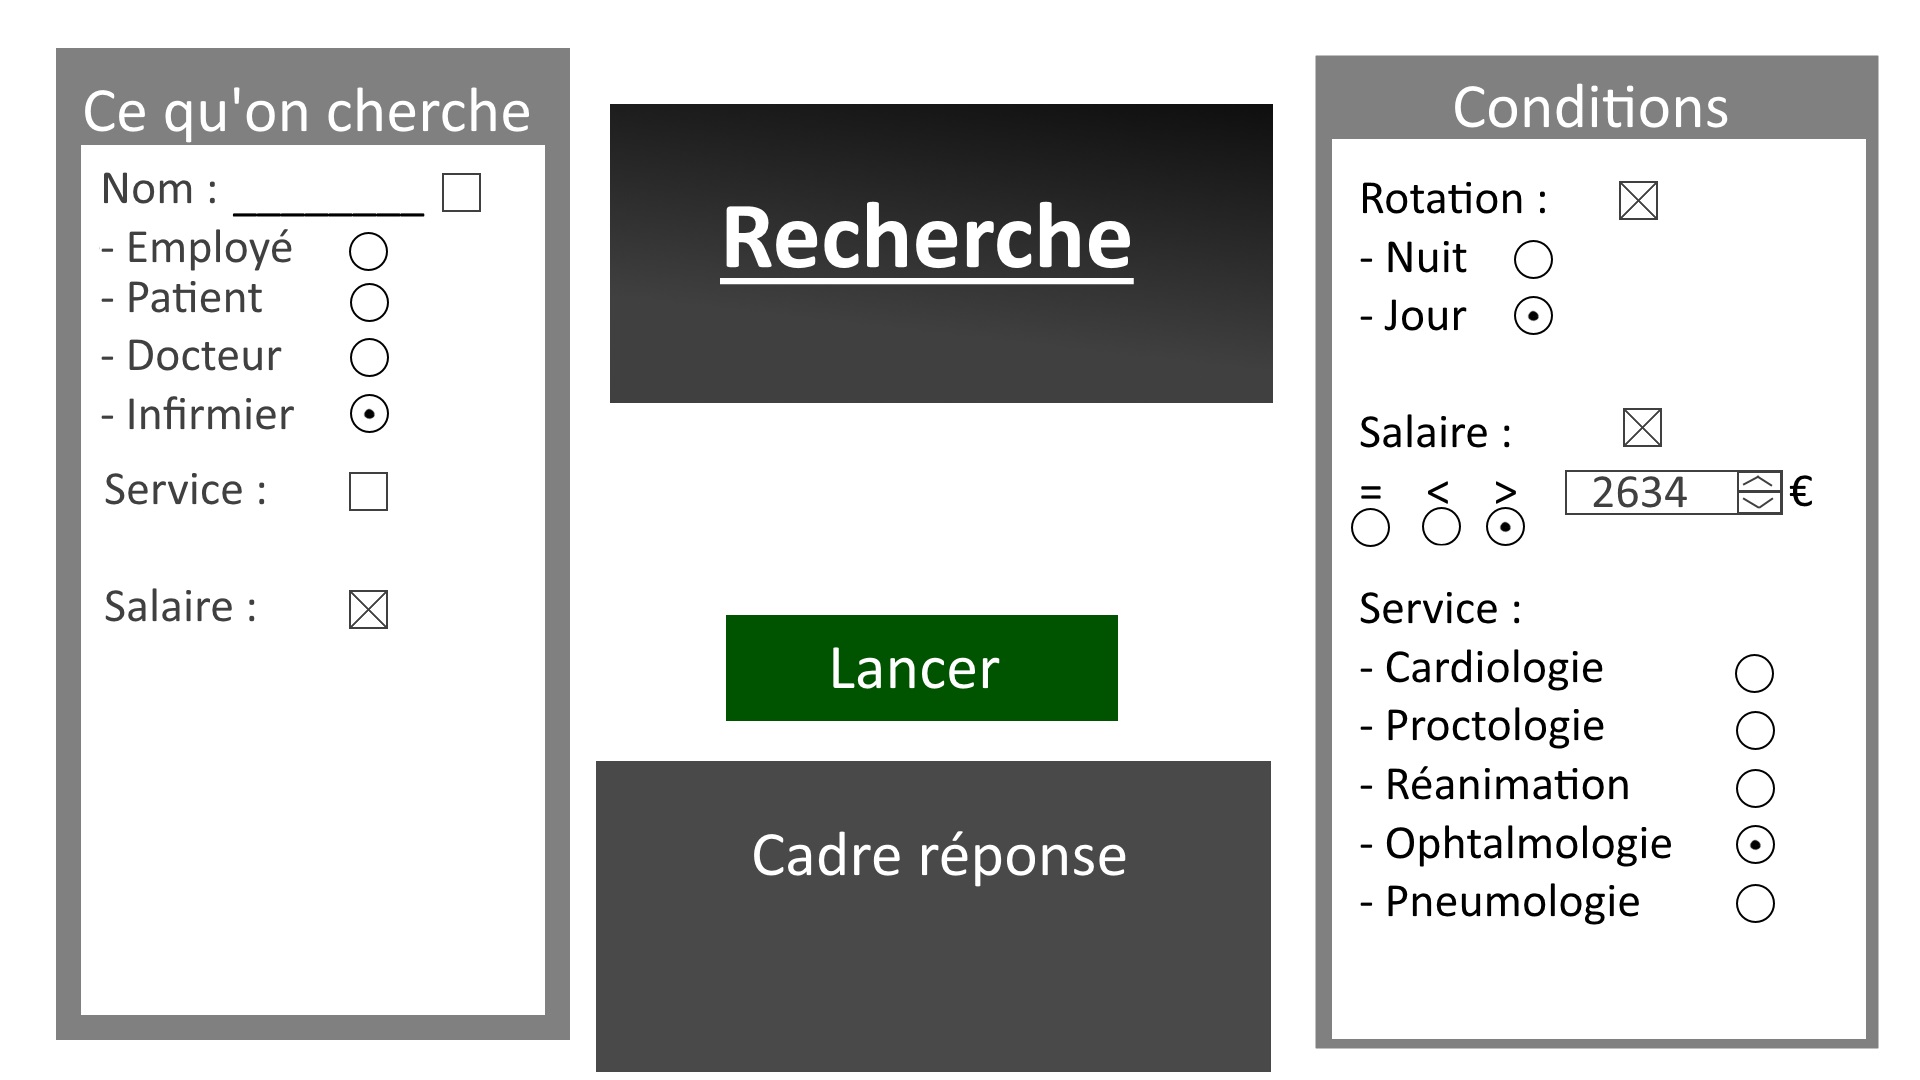 Ce qu'on cherche
Nom : ________
- Employé
- Patient
- Docteur
- Infirmier
Service :
Salaire :
Recherche
Lancer
Cadre réponse
Conditions
Rotation :
- Nuit
- Jour
Salaire :
= < > 2634 €
Service :
- Cardiologie
- Proctologie
- Réanimation
- Ophtalmologie
- Pneumologie